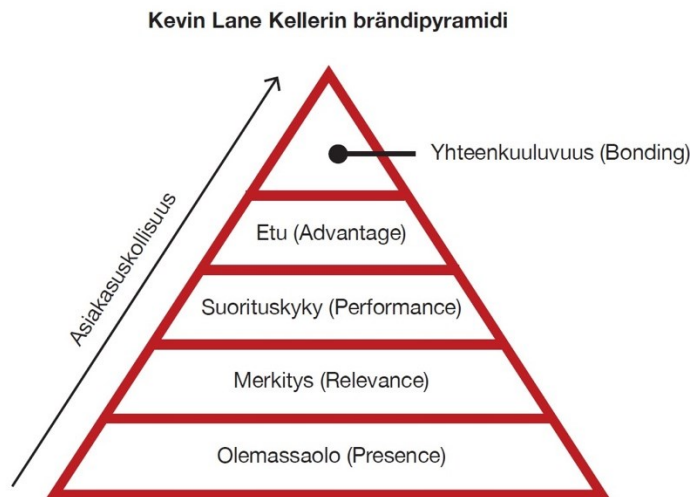 Kevin Lane Kellerin brändipyramidi
Yhteenkuuluvuus (Bonding)
Etu (Advantage)
Asiakasuskollisuus
Suorituskyky (Performance)
Merkitys (Relevance)
Olemassaolo (Presence)